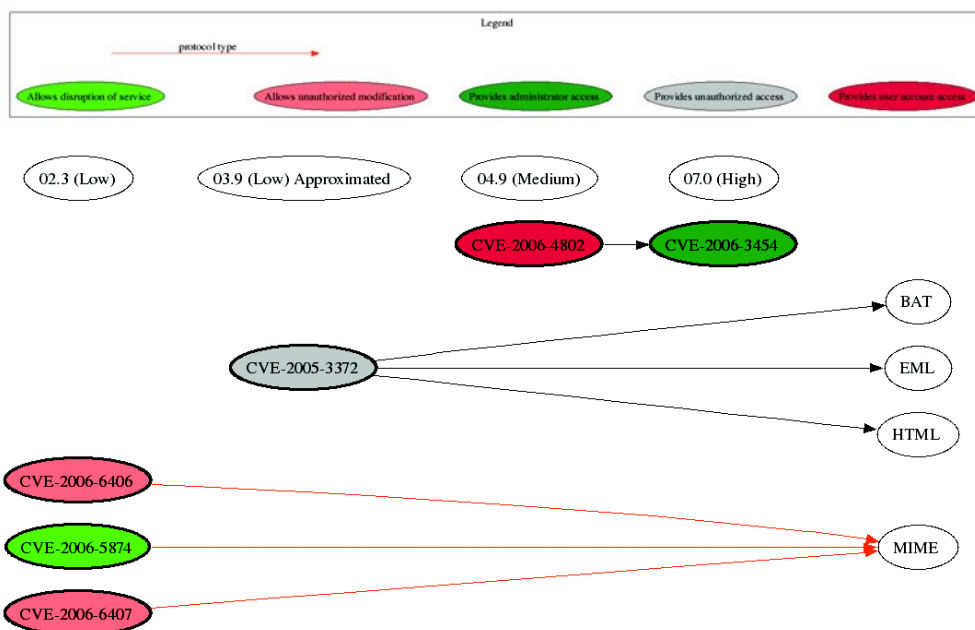 Legend
protocol type
Allows disruption of service
Allows unauthorized modification
Provides administrator access
Provides unauthorized access
Provides user account access
02.3 (Low)
03.9 (Low) Approximated
04.9 (Medium)
07.0 (High)
CVE-2006-4802
CVE-2006-3454
BAT
CVE-2005-3372
EML
HTML
CVE-2006-6406
CVE-2006-5874
MIME
CVE-2006-6407